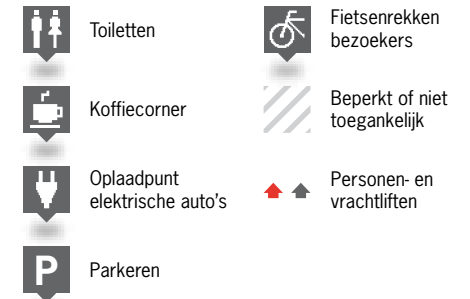 Toiletten
Koffiecorner
Oplaadpunt
elektrische auto's
P
Parkeren
Fietsenrekken
bezoekers
Beperkt of niet
toegankelijk
Personen- en
vrachtliften